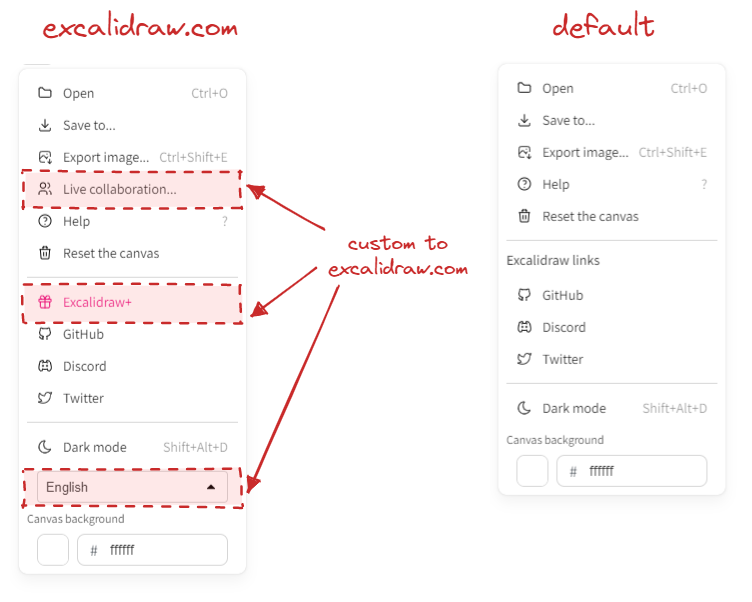 excalidraw.com
Open Ctrl+O
Save to...
Export image... Ctrl+Shift+E
Live collaboration...
Help ?
Reset the canvas
Excalidraw+
GitHub
Discord
Twitter
Dark mode Shift+Alt+D
English
Canvas background
# ffffff
custom to
excalidraw.com
default
Open Ctrl+O
Save to...
Export image... Ctrl+Shift+E
Help ?
Reset the canvas
Excalidraw links
GitHub
Discord
Twitter
Dark mode Shift+Alt+D
Canvas background
# ffffff